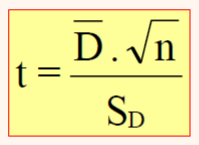 t = D̅ . √n / S_D